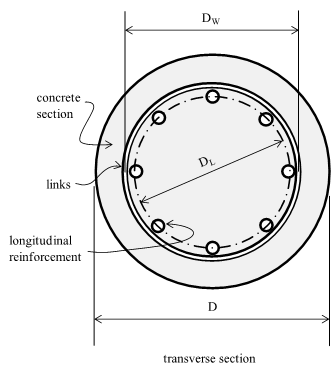 D_W
concrete
section
D_L
links
longitudinal
reinforcement
D
transverse section